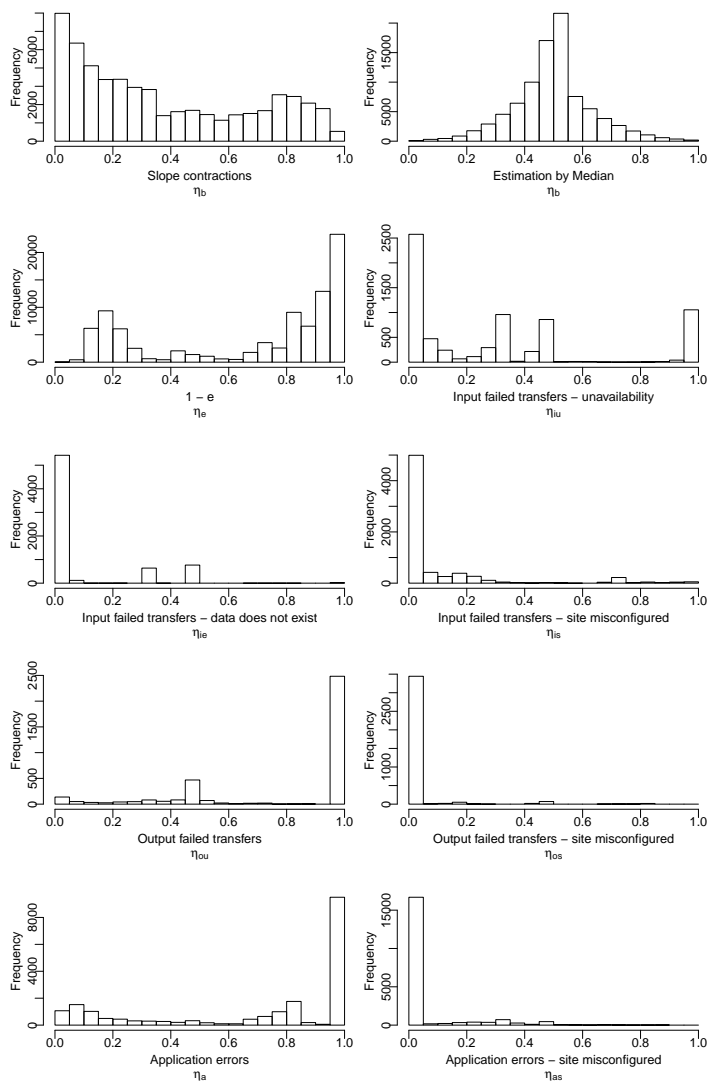 Frequency
0 2000 5000
0.0 0.2 0.4 0.6 0.8 1.0
Slope contractions
ηb
Frequency
0 5000 15000
0.0 0.2 0.4 0.6 0.8 1.0
Estimation by Median
ηb
Frequency
0 10000 20000
0.0 0.2 0.4 0.6 0.8 1.0
1 − e
ηe
Frequency
0 500 1500 2500
0.0 0.2 0.4 0.6 0.8 1.0
Input failed transfers − unavailability
ηiu
Frequency
0 2000 4000
0.0 0.2 0.4 0.6 0.8 1.0
Input failed transfers − data does not exist
ηie
Frequency
0 2000 4000
0.0 0.2 0.4 0.6 0.8 1.0
Input failed transfers − site misconfigured
ηis
Frequency
0 500 1500 2500
0.0 0.2 0.4 0.6 0.8 1.0
Output failed transfers
ηou
Frequency
0 1000 2500
0.0 0.2 0.4 0.6 0.8 1.0
Output failed transfers − site misconfigured
ηos
Frequency
0 4000 8000
0.0 0.2 0.4 0.6 0.8 1.0
Application errors
ηa
Frequency
0 5000 15000
0.0 0.2 0.4 0.6 0.8 1.0
Application errors − site misconfigured
ηas